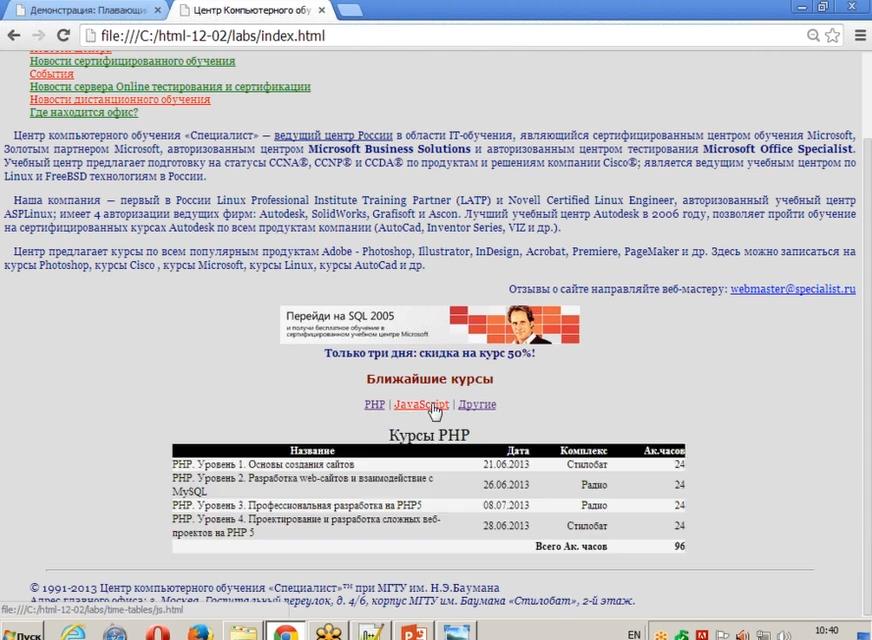 Демонстрация: Плавающи
Центр Компьютерного обу
file:///C:/html-12-02/labs/index.html
Новости сертифицированного обучения
События
Новости сервера Online тестирования и сертификации
Новости дистанционного обучения
Где находится офис?
Центр компьютерного обучения «Специалист» — ведущий центр России в области IT-обучения, являющийся сертифицированным центром обучения Microsoft,
Золотым партнером Microsoft, авторизованным центром Microsoft Business Solutions и авторизованным центром тестирования Microsoft Office Specialist.
Учебный центр предлагает подготовку на статусы CCNA®, CCNP® и CCDA® по продуктам и решениям компании Cisco®; является ведущим учебным центром по
Linux и FreeBSD технологиям в России.
Наша компания — первый в России Linux Professional Institute Training Partner (LATP) и Novell Certified Linux Engineer, авторизованный учебный центр
ASPLinux; имеет 4 авторизации ведущих фирм: Autodesk, SolidWorks, Grafisoft и Ascon. Лучший учебный центр Autodesk в 2006 году, позволяет пройти обучение
на сертифицированных курсах Autodesk по всем продуктам компании (AutoCad, Inventor Series, VIZ и др.).
Центр предлагает курсы по всем популярным продуктам Adobe - Photoshop, Illustrator, InDesign, Acrobat, Premiere, PageMaker и др. Здесь можно записаться на
курсы Photoshop, курсы Cisco , курсы Microsoft, курсы Linux, курсы AutoCad и др.
Отзывы о сайте направляйте веб-мастеру: webmaster@specialist.ru
Перейди на SQL 2005
и получи бесплатное обучение в
сертифицированном учебном центре Microsoft
Только три дня: скидка на курс 50%!
Ближайшие курсы
PHP | JavaScript | Другие
Курсы PHP
Название Дата Комплекс Ак.часов
PHP. Уровень 1. Основы создания сайтов 21.06.2013 Стилобат 24
PHP. Уровень 2. Разработка web-сайтов и взаимодействие с MySQL 26.06.2013 Радио 24
PHP. Уровень 3. Профессиональная разработка на PHP5 08.07.2013 Радио 24
PHP. Уровень 4. Проектирование и разработка сложных веб-проектов на PHP 5 28.06.2013 Стилобат 24
Всего Ак. часов 96
© 1991-2013 Центр компьютерного обучения «Специалист»™ при МГТУ им. Н.Э.Баумана
Адрес главного офиса: г. Москва, Госпитальный переулок, д. 4/6, корпус МГТУ им. Баумана «Стилобат», 2-й этаж.
file:///C:/html-12-02/labs/time-tables/js.html
Пуск
EN
10:40